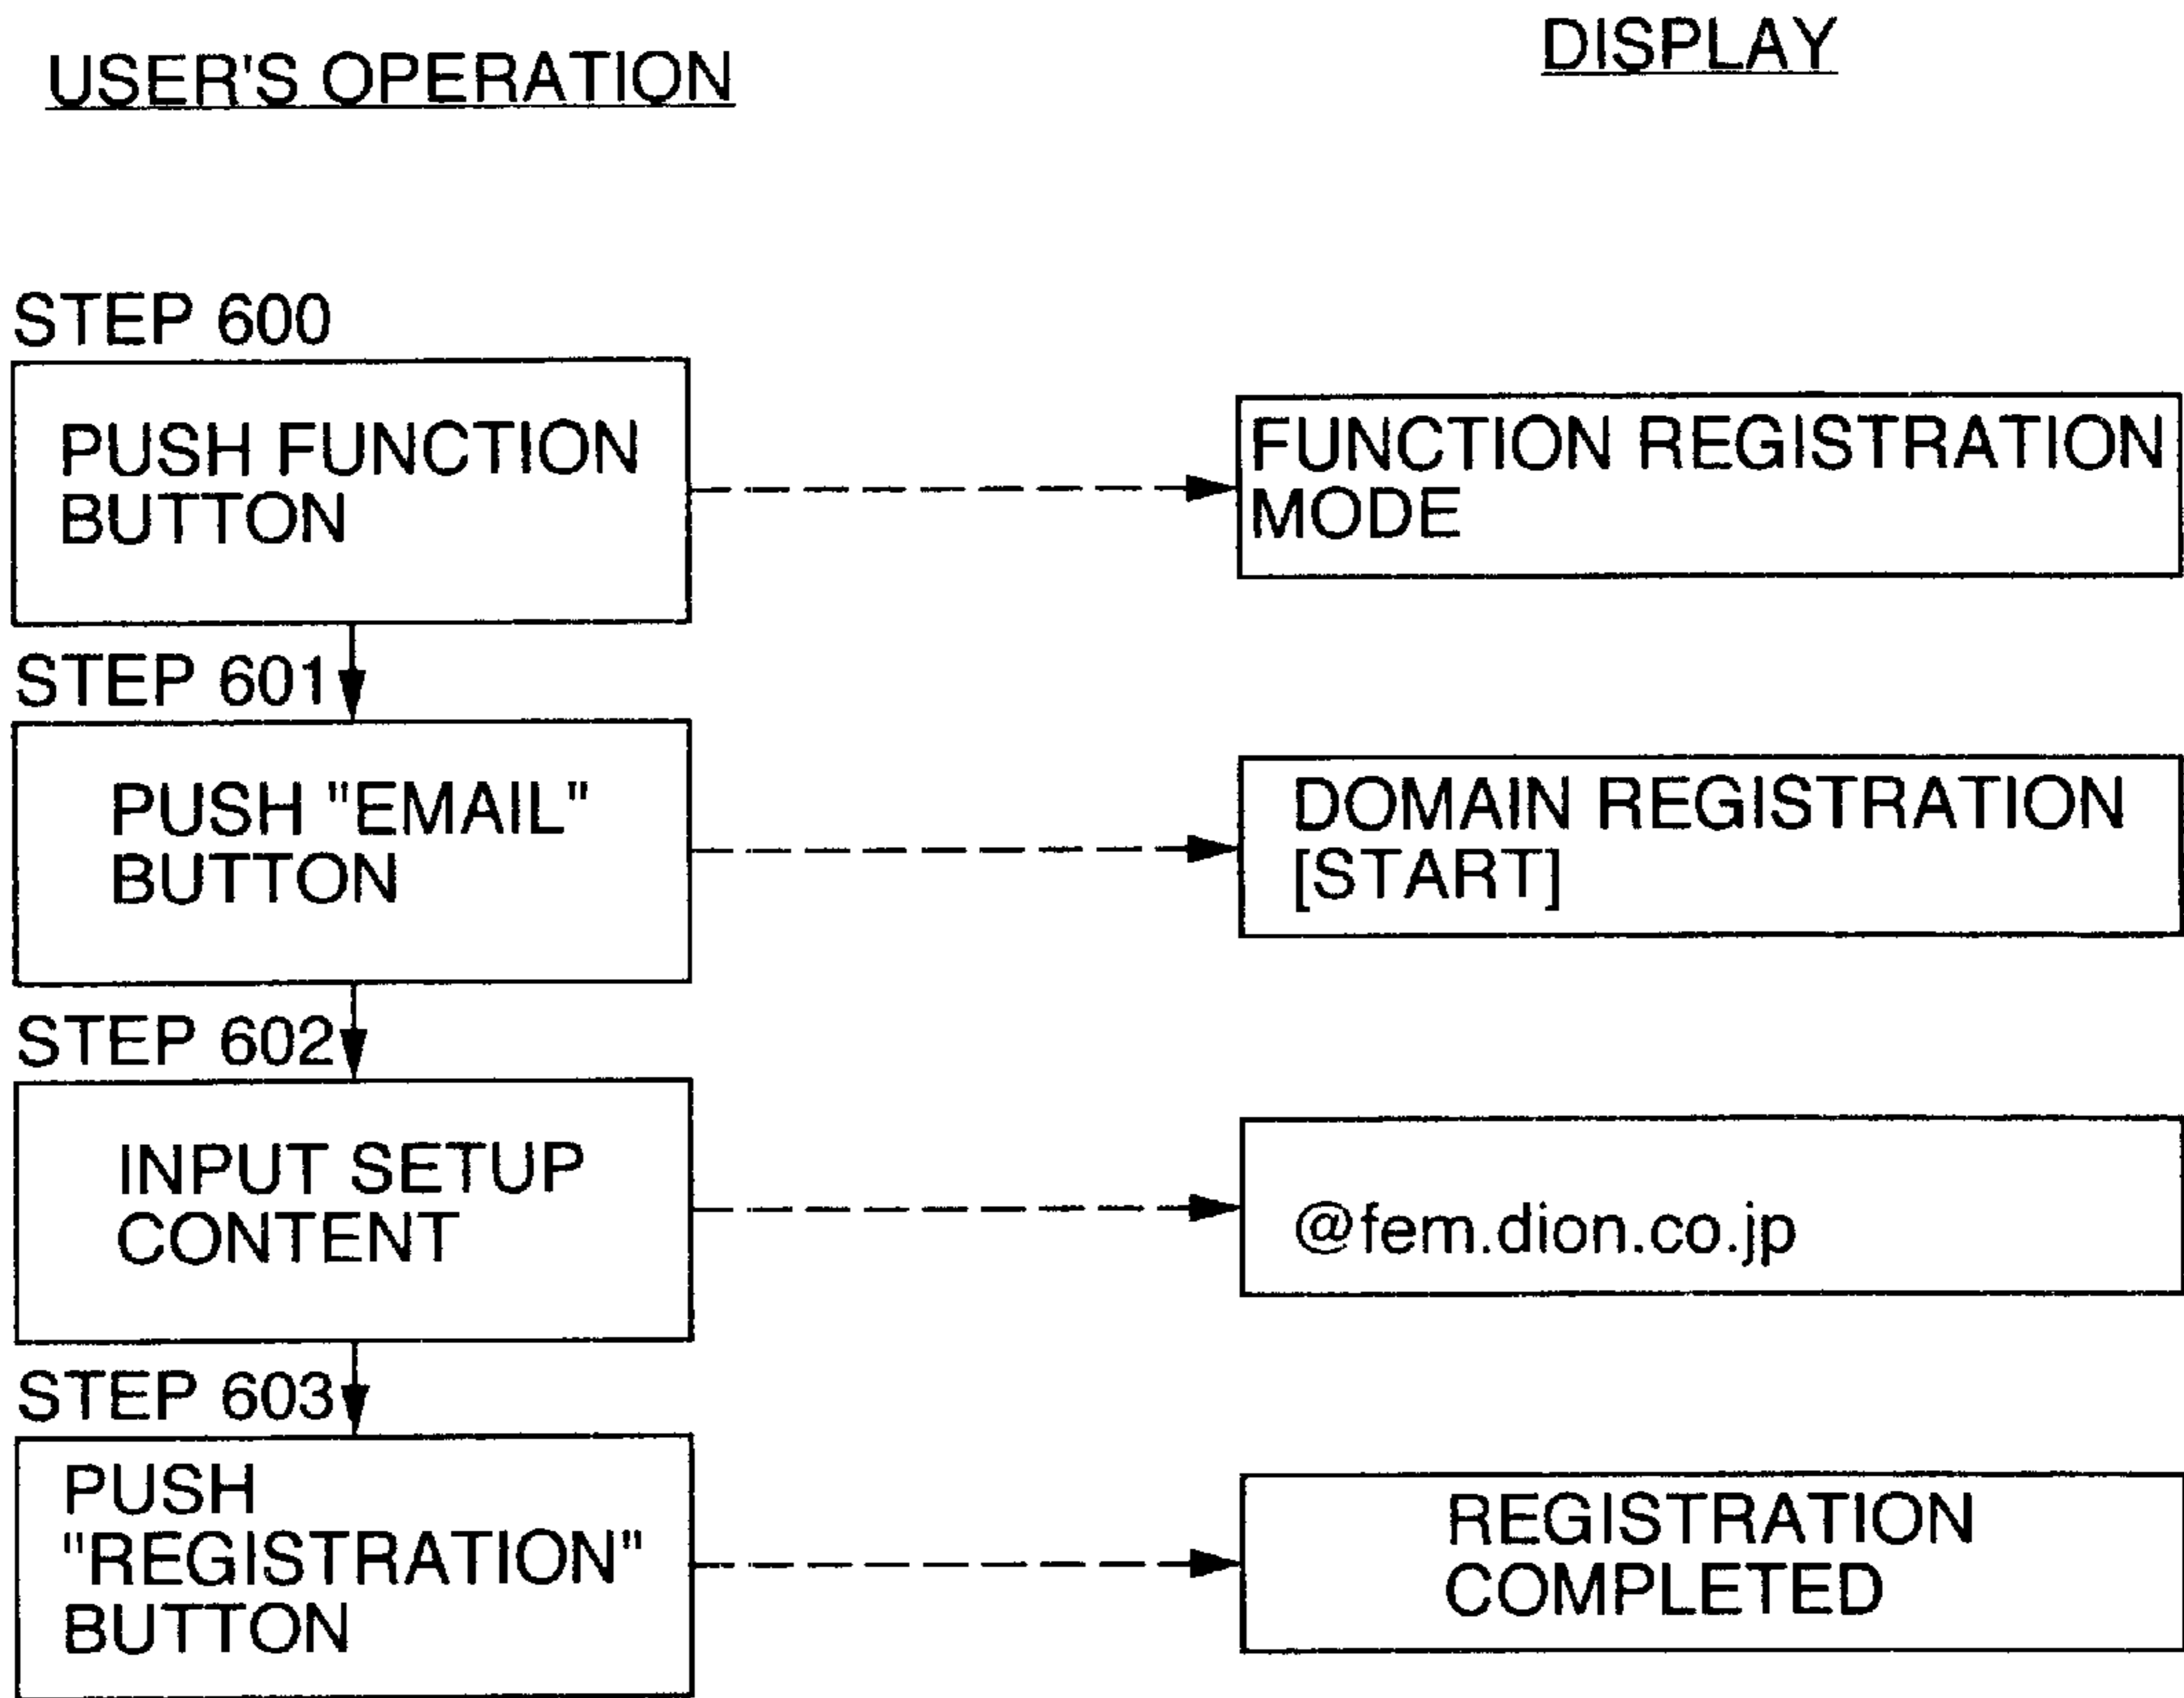 USER'S OPERATION
DISPLAY
STEP 600
PUSH FUNCTION
BUTTON
FUNCTION REGISTRATION
MODE
STEP 601
PUSH "EMAIL"
BUTTON
DOMAIN REGISTRATION
[START]
STEP 602
INPUT SETUP
CONTENT
@fem.dion.co.jp
STEP 603
PUSH
"REGISTRATION"
BUTTON
REGISTRATION
COMPLETED